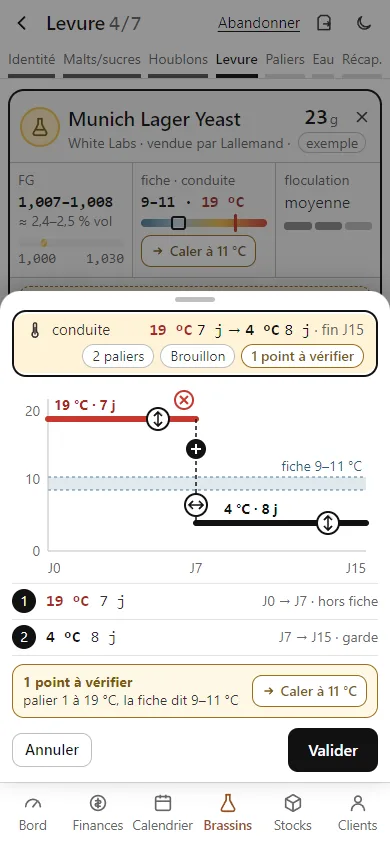 Levure 4/7
Abandonner
Identité Malts/sucres Houblons Levure Paliers Eau Récap.
Munich Lager Yeast
23 g
White Labs · vendue par Lallemand · exemple
FG
1,007–1,008
≈ 2,4–2,5 % vol
1,000 1,030
fiche · conduite
9–11 · 19 °C
→ Caler à 11 °C
floculation
moyenne
conduite 19 °C 7 j → 4 °C 8 j · fin J15
2 paliers Brouillon 1 point à vérifier
20
19 °C · 7 j
10
fiche 9–11 °C
4 °C · 8 j
0
J0 J7 J15
1 19 °C 7 j J0 → J7 · hors fiche
2 4 °C 8 j J7 → J15 · garde
1 point à vérifier
palier 1 à 19 °C, la fiche dit 9–11 °C
→ Caler à 11 °C
Annuler Valider
Bord Finances Calendrier Brassins Stocks Clients